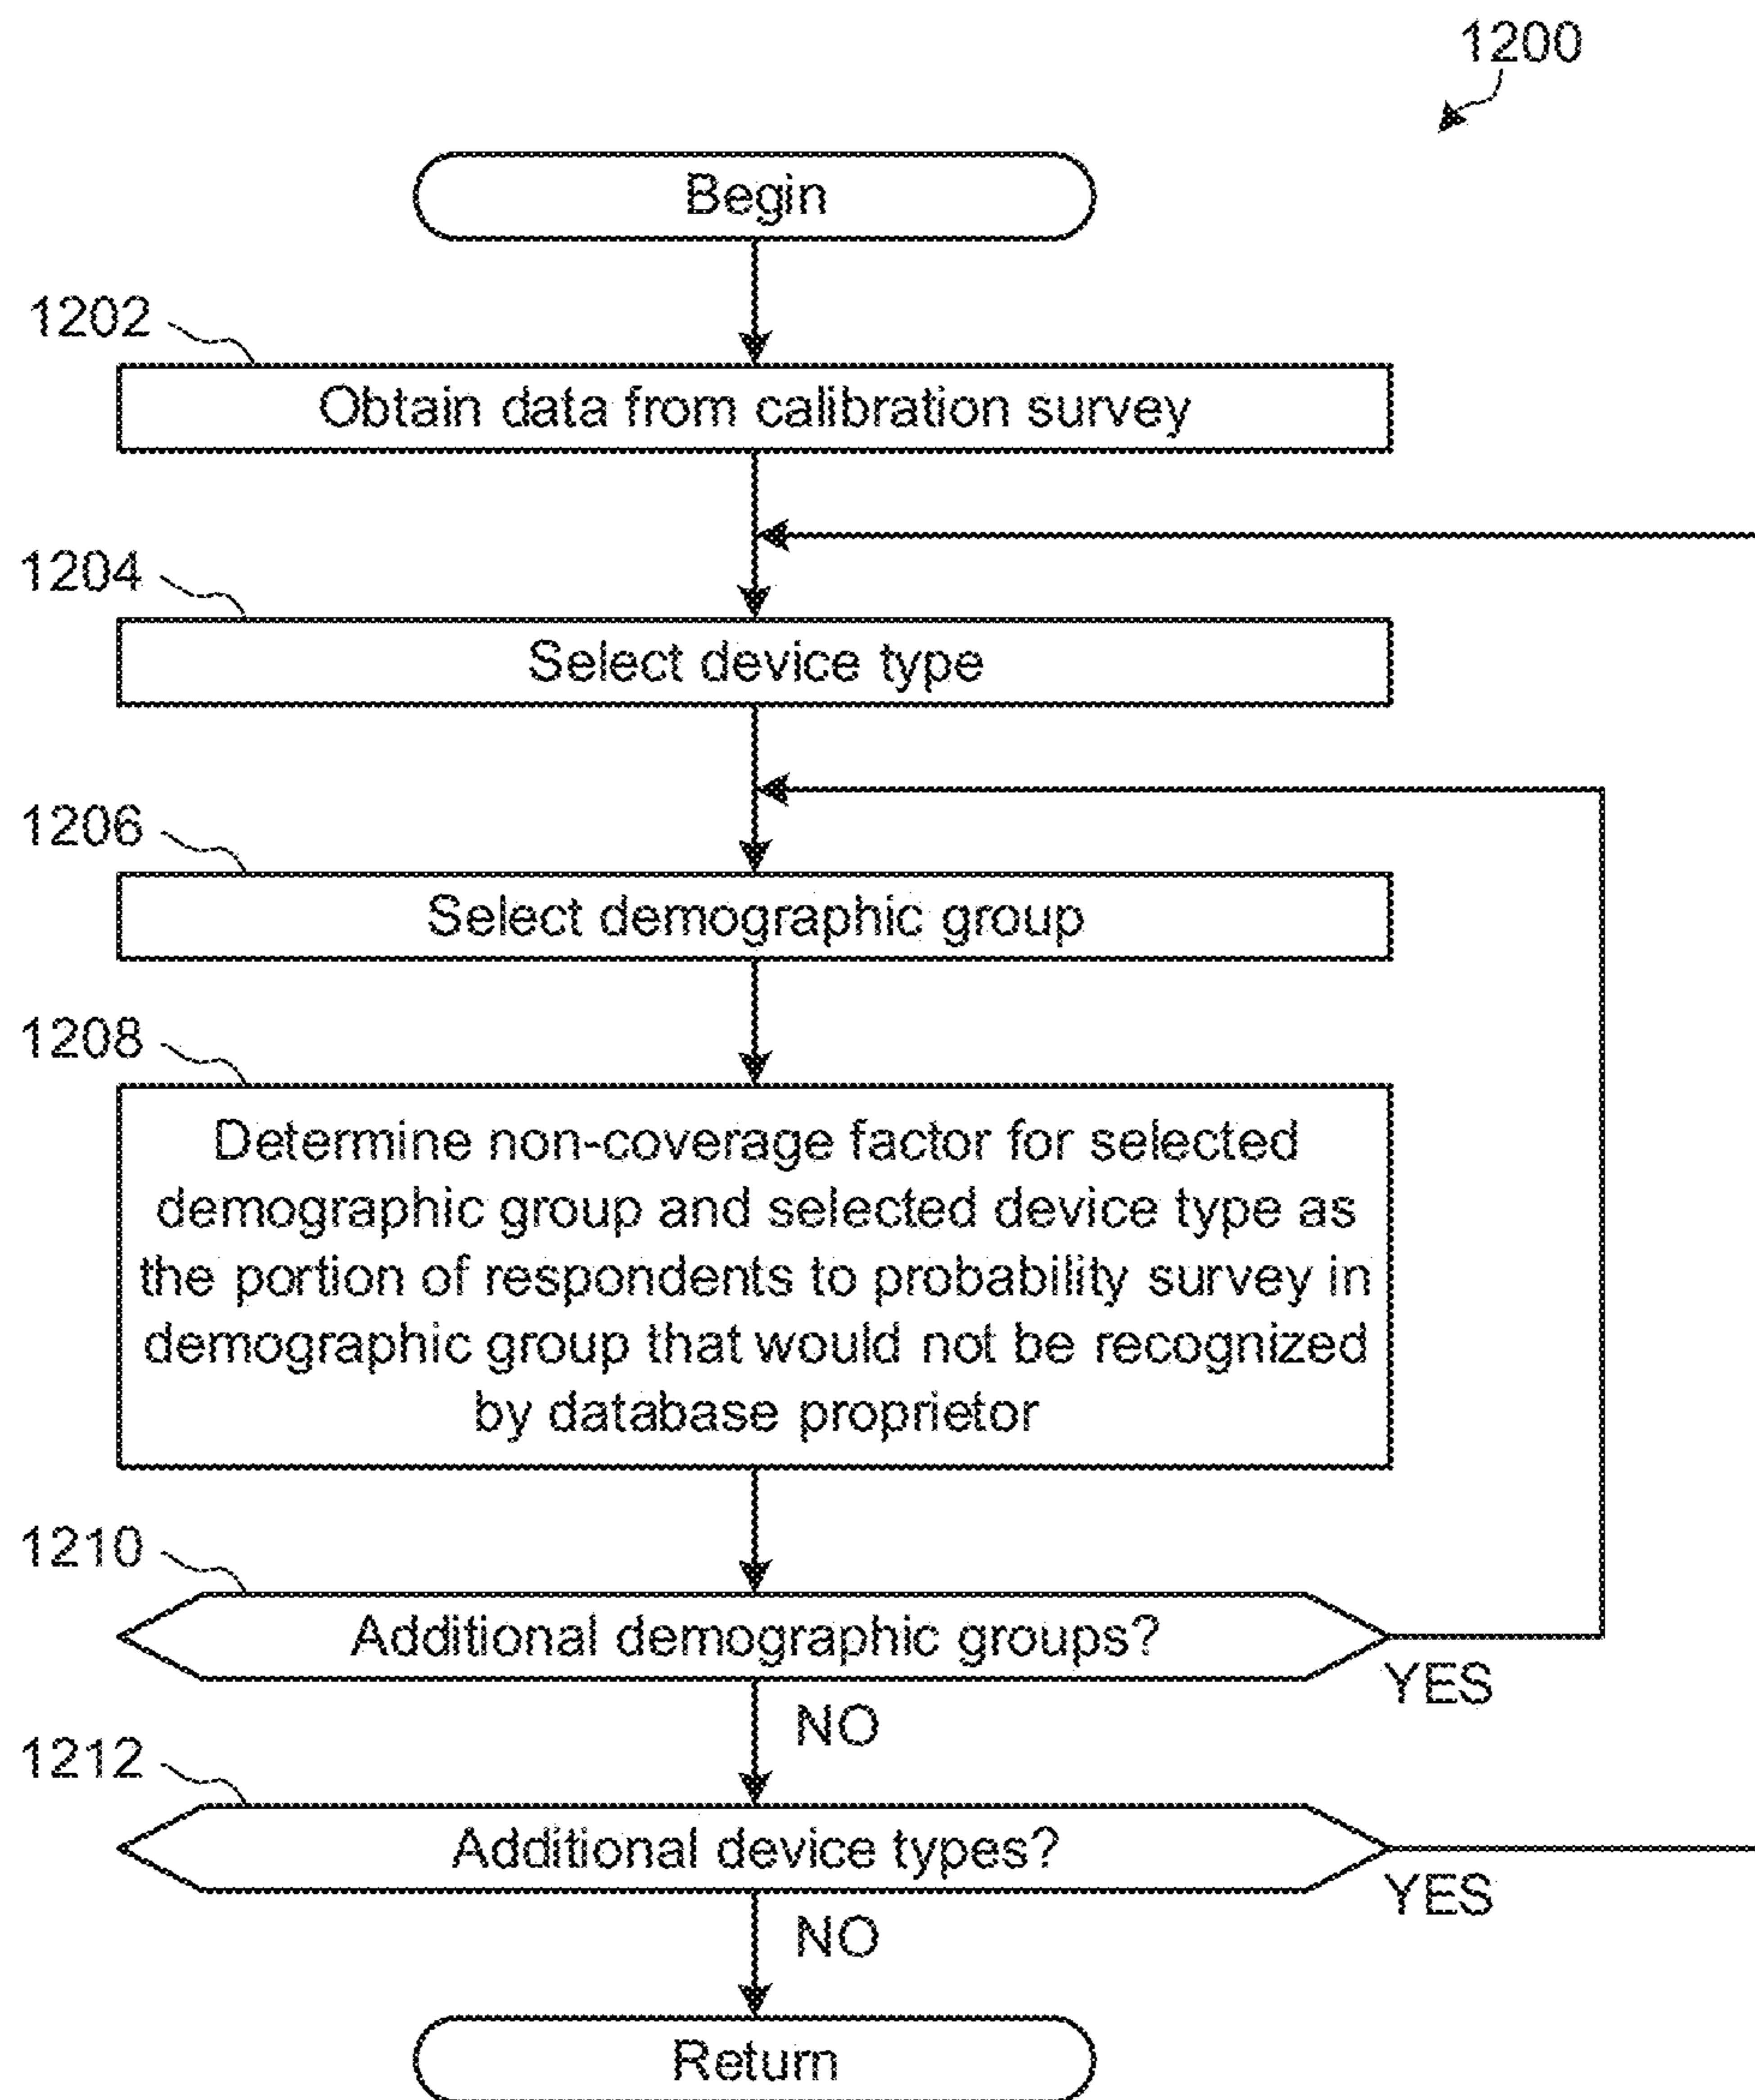 1200
Begin
1202
Obtain data from calibration survey
1204
Select device type
1206
Select demographic group
1208
Determine non-coverage factor for selected
demographic group and selected device type as
the portion of respondents to probability survey in
demographic group that would not be recognized
by database proprietor
1210
Additional demographic groups?
YES
NO
1212
Additional device types?
YES
NO
Return